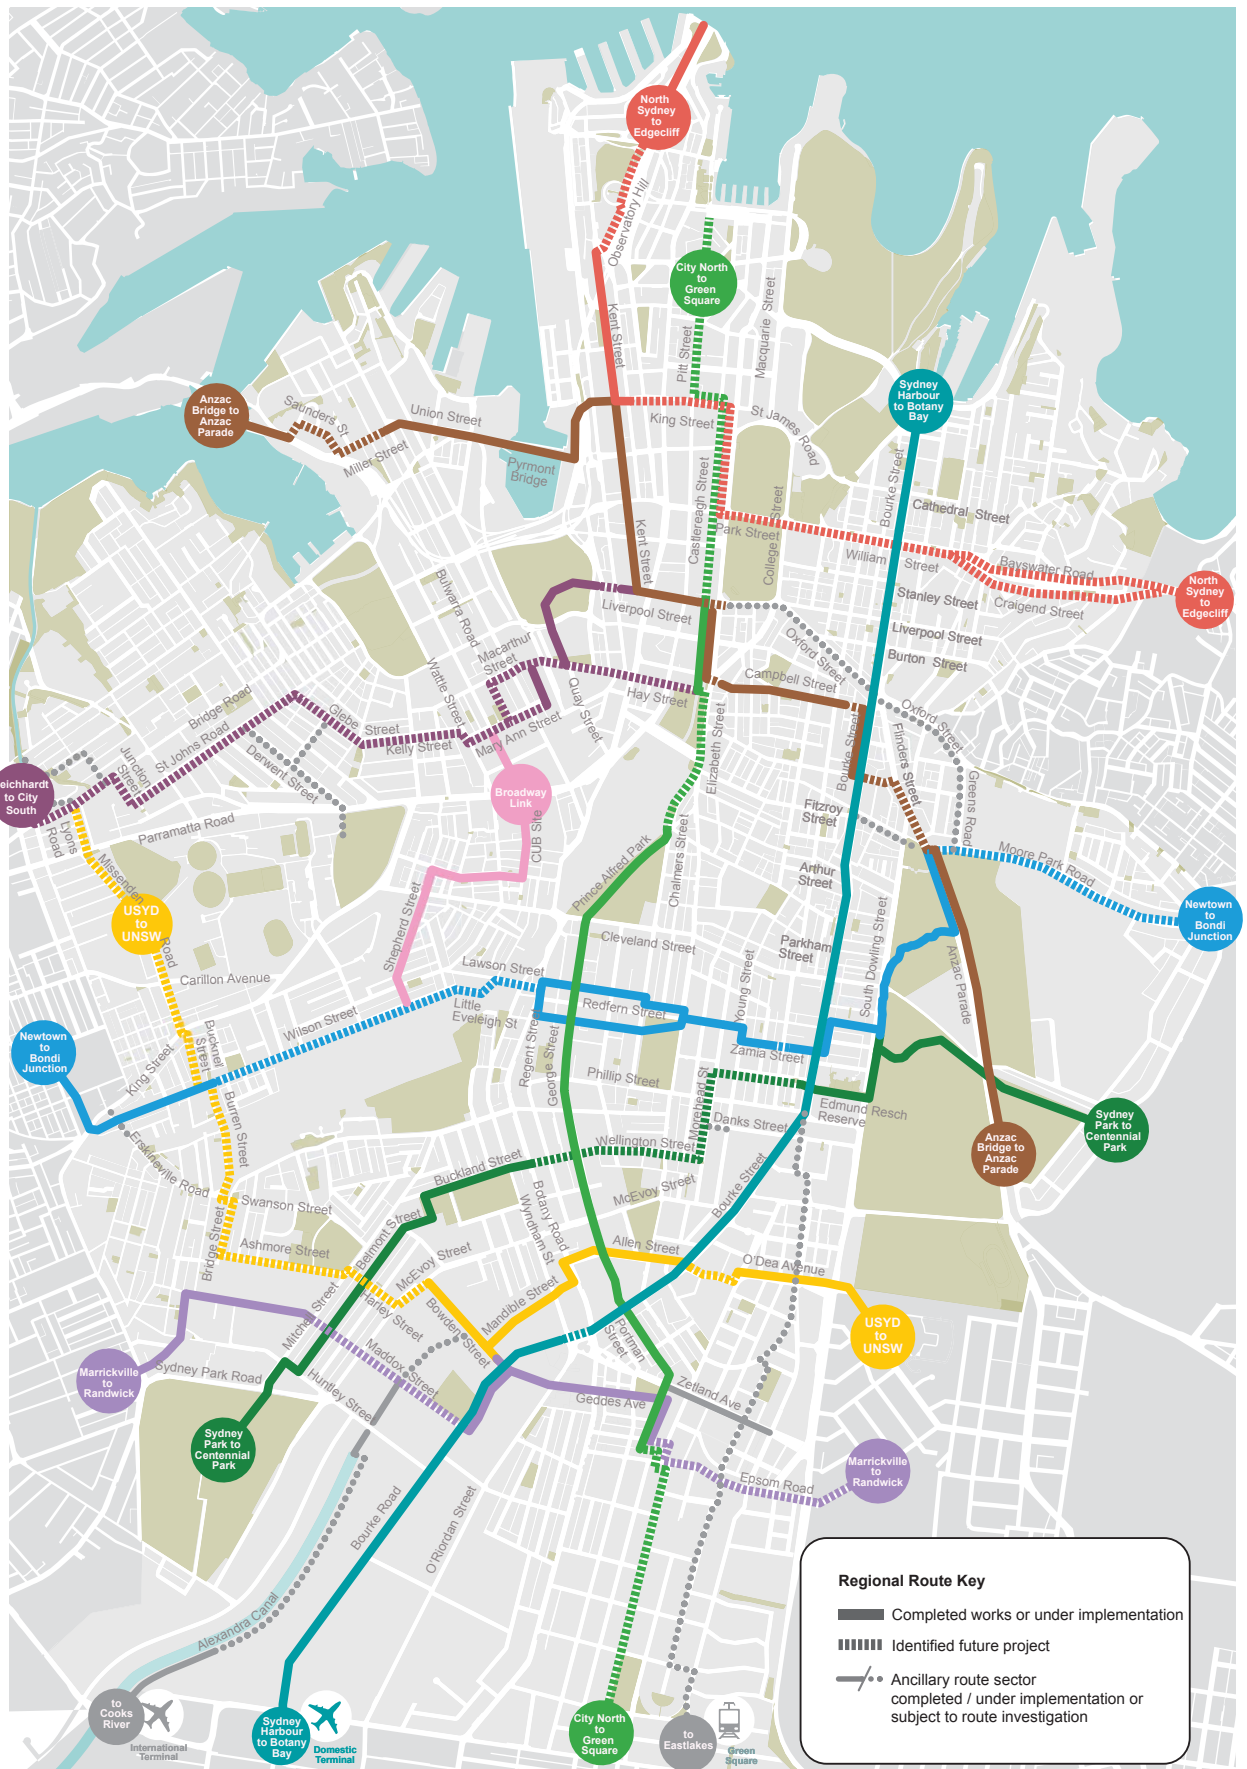 North
Sydney
to
Edgecliff
Observatory Hill
City North
to
Green
Square
Kent Street
Pitt Street
Macquarie Street
Sydney
Harbour
to Botany
Bay
Anzac
Bridge to
Anzac
Parade
Saunders St
Union Street
Miller Street
Pyrmont
Bridge
King Street
St James Road
Bourke Street
Cathedral Street
Castlereagh Street
Park Street
College Street
William Street
Bayswater Road
Craigend Street
North
Sydney
to
Edgecliff
Kent Street
Bulwarra Road
Liverpool Street
Stanley Street
Liverpool Street
Burton Street
Oxford Street
Macarthur
Street
Wattle Street
Quay Street
Hay Street
Campbell Street
Elizabeth Street
Bridge Road
Glebe Street
St Johns Road
Derwent Street
Kelly Street
Mary Ann Street
Bourke Street
Flinders Street
Oxford Street
Greens Road
Junction
Street
eichhardt
to City
South
Broadway
Link
CUB Site
Lyons
Road
Parramatta Road
Missenden
Road
Fitzroy
Street
Moore Park Road
Prince Alfred Park
Chalmers Street
Arthur
Street
USYD
to
UNSW
Newtown
to
Bondi
Junction
Shepherd Street
Cleveland Street
Parkham
Street
South Dowling Street
Anzac Parade
Carillon Avenue
Lawson Street
Little
Eveleigh St
Redfern Street
Young Street
Wilson Street
Bucknell
Street
King Street
Newtown
to
Bondi
Junction
Regent Street
George Street
Zamia Street
Phillip Street
Morehead St
Edmund Resch
Reserve
Danks Street
Burren Street
Erskineville Road
Wellington Street
Buckland Street
Sydney
Park to
Centennial
Park
Anzac
Bridge to
Anzac
Parade
Swanson Street
Bridge Street
Ashmore Street
Belmont Street
Botany Road
Wyndham St
McEvoy Street
Bourke Street
Allen Street
O'Dea Avenue
McEvoy Street
Mitchell Street
Harley Street
Bowden Street
Mandible Street
Portman
Street
USYD
to
UNSW
Marrickville
to
Randwick
Sydney Park Road
Maddox Street
Huntley Street
Geddes Ave
Zetland Ave
Sydney
Park to
Centennial
Park
Epsom Road
Marrickville
to
Randwick
Bourke Road
O'Riordan Street
Alexandra Canal
to
Cooks
River
International
Terminal
Sydney
Harbour
to Botany
Bay
Domestic
Terminal
City North
to
Green
Square
to
Eastlakes
Green
Square
Regional Route Key
Completed works or under implementation
Identified future project
Ancillary route sector
completed / under implementation or
subject to route investigation